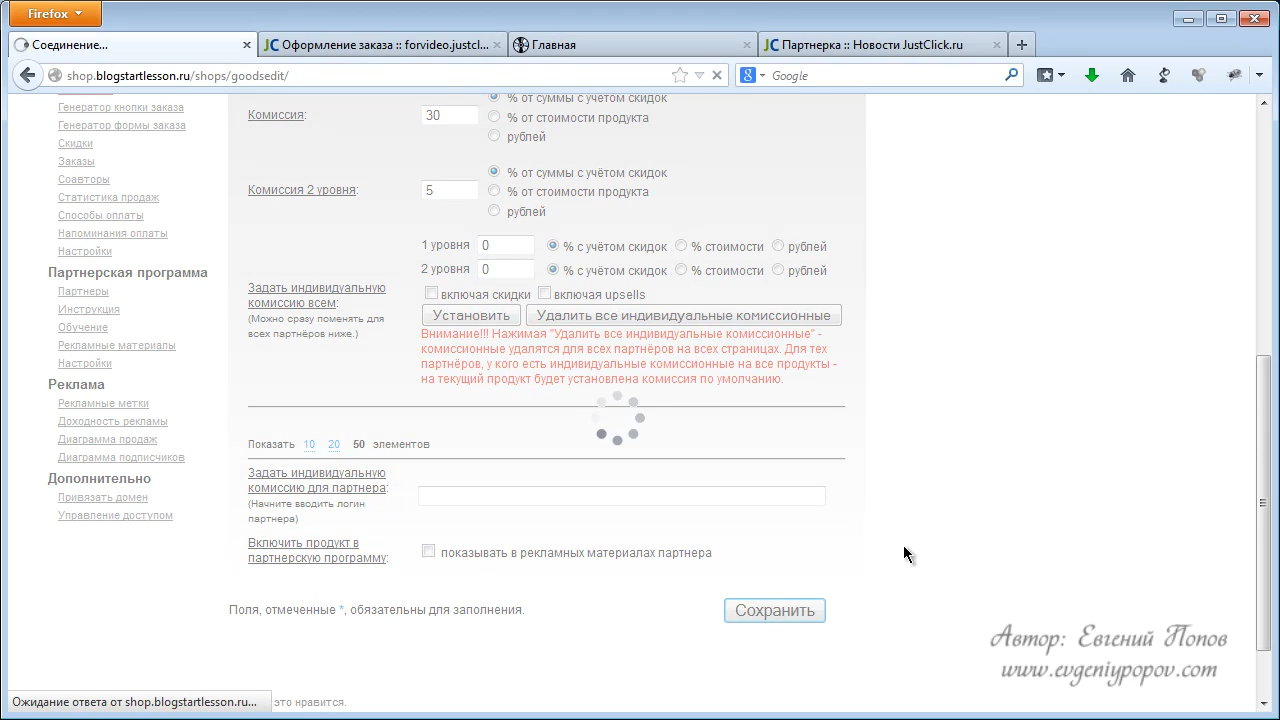 Firefox
Соединение...
Оформление заказа :: forvideo.justcl...
Главная
Партнерка :: Новости JustClick.ru
shop.blogstartlesson.ru/shops/goodsedit/
Google
Генератор кнопки заказа
Генератор формы заказа
Скидки
Заказы
Соавторы
Статистика продаж
Способы оплаты
Напоминания оплаты
Настройки
Партнерская программа
Партнеры
Инструкция
Обучение
Рекламные материалы
Настройки
Реклама
Рекламные метки
Доходность рекламы
Диаграмма продаж
Диаграмма подписчиков
Дополнительно
Привязать домен
Управление доступом
Комиссия:
30
% от суммы с учётом скидок
% от стоимости продукта
рублей
Комиссия 2 уровня:
5
% от суммы с учётом скидок
% от стоимости продукта
рублей
1 уровня 0 % с учётом скидок % стоимости рублей
2 уровня 0 % с учётом скидок % стоимости рублей
Задать индивидуальную
комиссию всем:
(Можно сразу поменять для
всех партнёров ниже.)
включая скидки включая upsells
Установить Удалить все индивидуальные комиссионные
Внимание!!! Нажимая "Удалить все индивидуальные комиссионные" -
комиссионные удалятся для всех партнёров на всех страницах. Для тех
партнёров, у кого есть индивидуальные комиссионные на все продукты -
на текущий продукт будет установлена комиссия по умолчанию.
Показать 10 20 50 элементов
Задать индивидуальную
комиссию для партнера:
(Начните вводить логин
партнера)
Включить продукт в
партнерскую программу:
показывать в рекламных материалах партнера
Поля, отмеченные *, обязательны для заполнения.
Сохранить
Автор: Евгений Попов
www.evgeniypopov.com
Ожидание ответа от shop.blogstartlesson.ru...
это нравится.